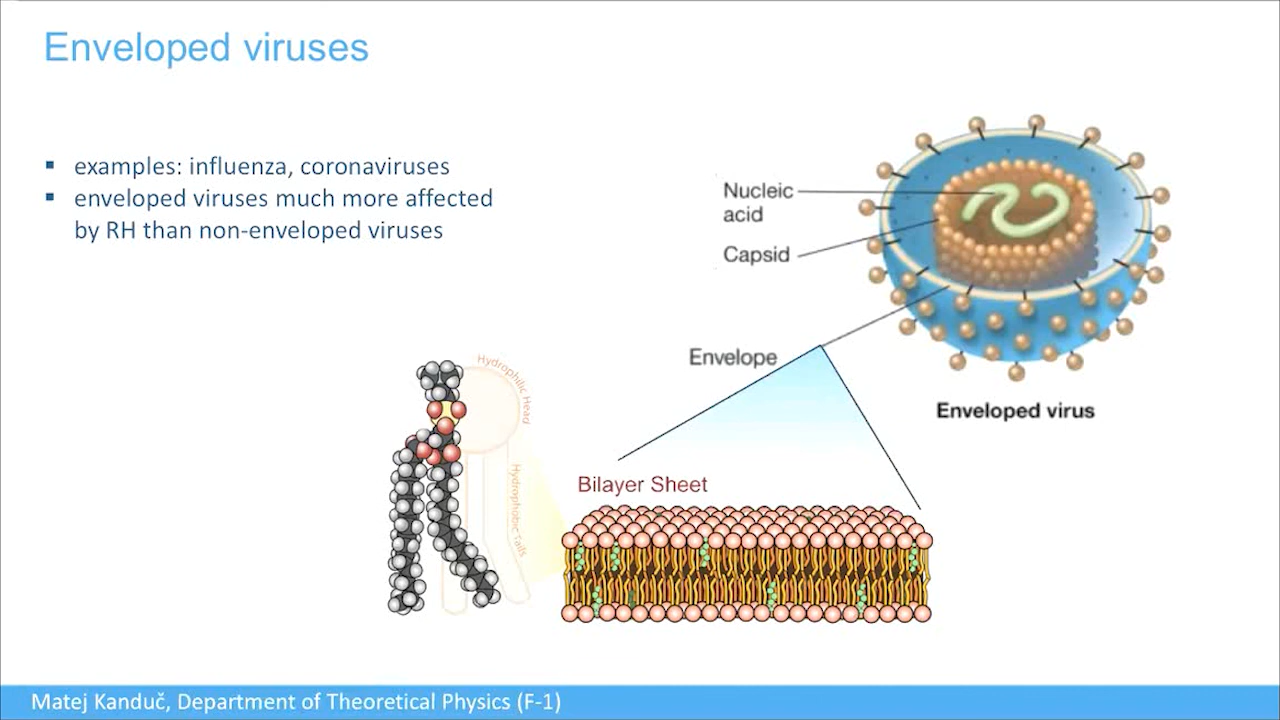 Enveloped viruses
examples: influenza, coronaviruses
enveloped viruses much more affected
by RH than non-enveloped viruses
Nucleic
acid
Capsid
Envelope
Enveloped virus
Hydrophilic Head
Hydrophobic Tails
Bilayer Sheet
Matej Kanduč, Department of Theoretical Physics (F-1)